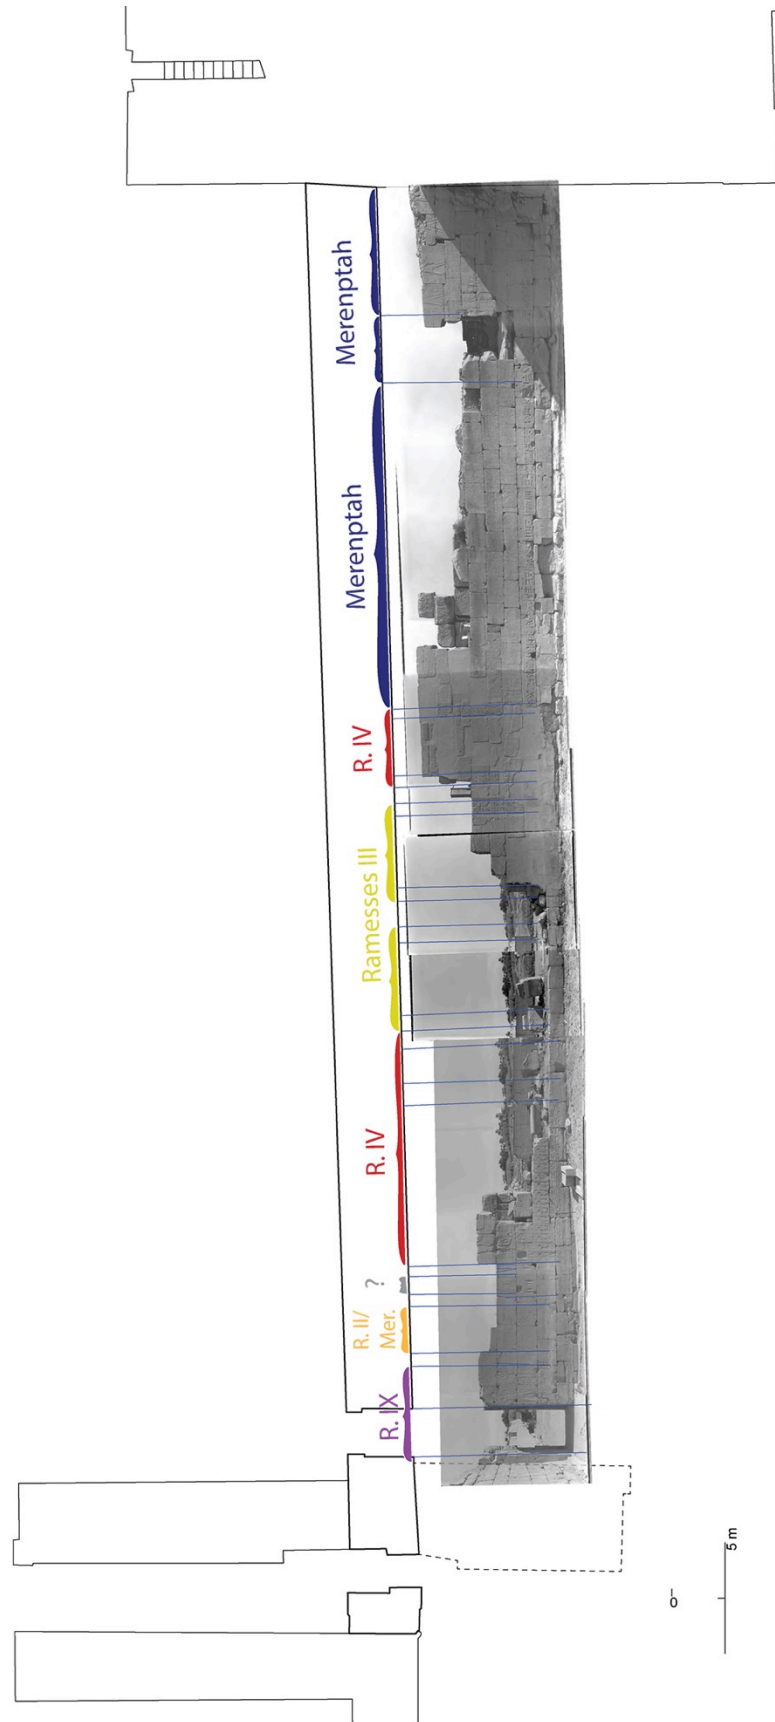 Merenptah
Merenptah
R. IV
Ramesses III
R. IV
?
R. II/
Mer.
R. IX
0
5 m